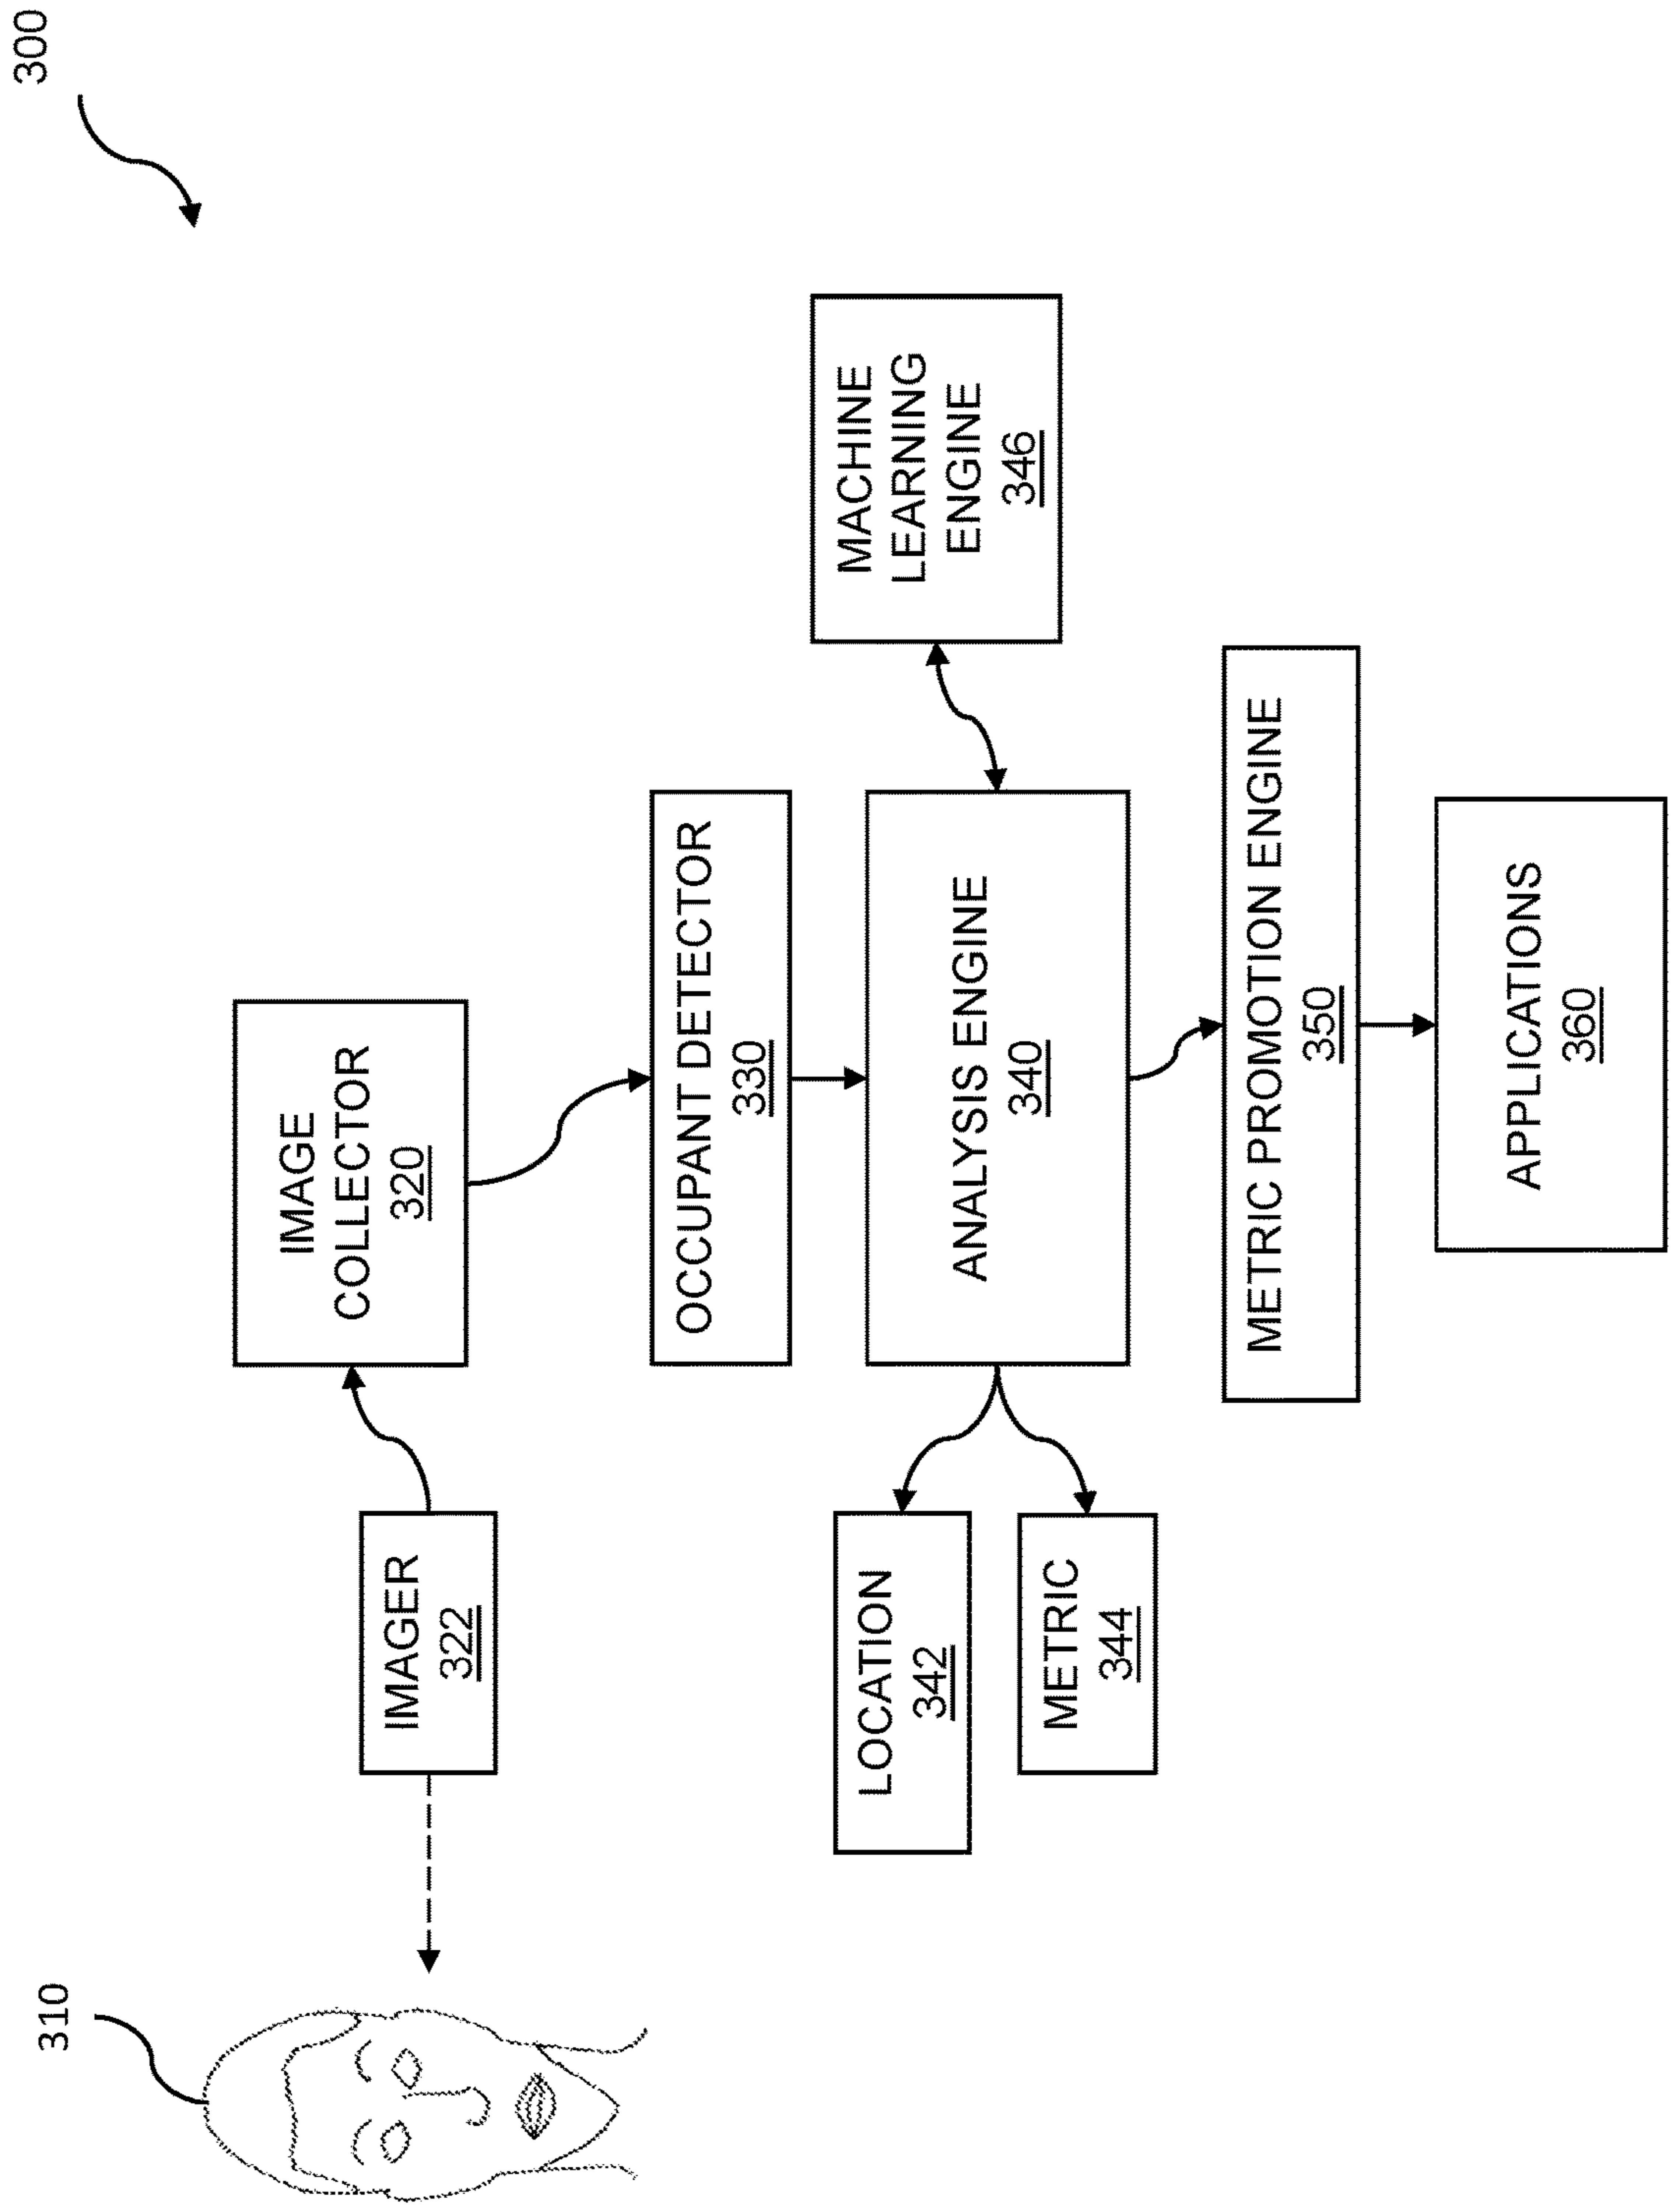 300
310
IMAGER
322
IMAGE
COLLECTOR
320
OCCUPANT DETECTOR
330
LOCATION
342
METRIC
344
ANALYSIS ENGINE
340
MACHINE
LEARNING
ENGINE
346
METRIC PROMOTION ENGINE
350
APPLICATIONS
360